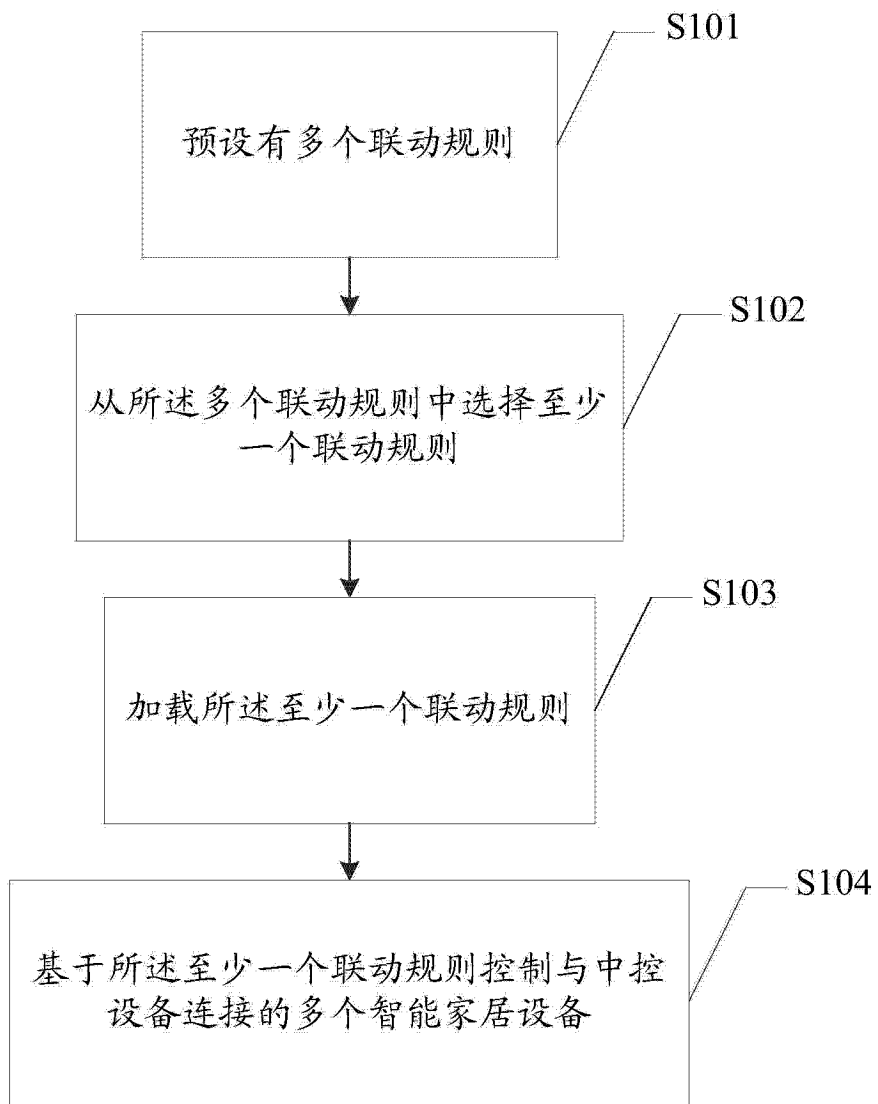 S101
预设有多个联动规则
S102
从所述多个联动规则中选择至少
一个联动规则
S103
加载所述至少一个联动规则
S104
基于所述至少一个联动规则控制与中控
设备连接的多个智能家居设备